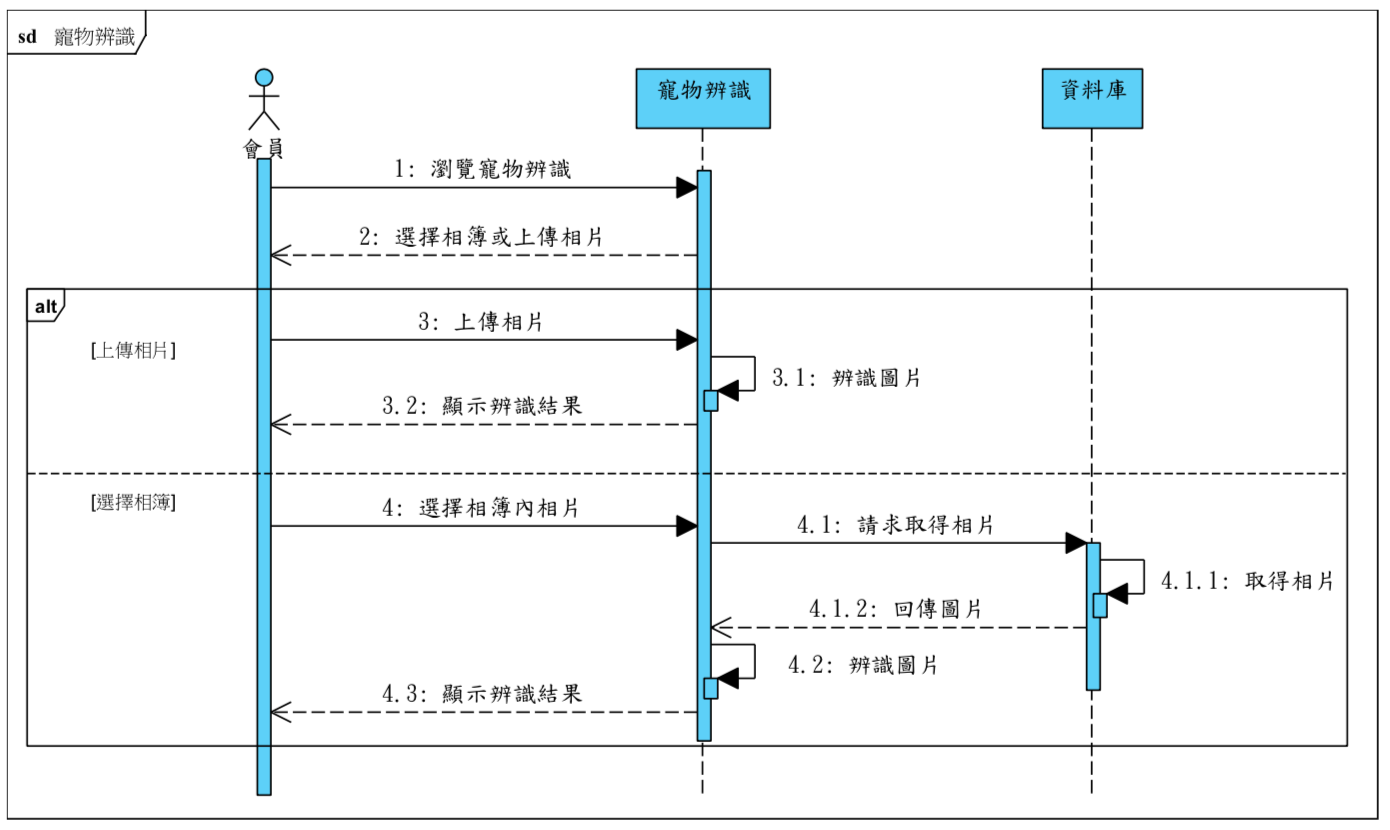 sd 寵物辨識
會員
寵物辨識
資料庫
1: 瀏覽寵物辨識
2: 選擇相簿或上傳相片
alt
[上傳相片]
3: 上傳相片
3.1: 辨識圖片
3.2: 顯示辨識結果
[選擇相簿]
4: 選擇相簿內相片
4.1: 請求取得相片
4.1.1: 取得相片
4.1.2: 回傳圖片
4.2: 辨識圖片
4.3: 顯示辨識結果